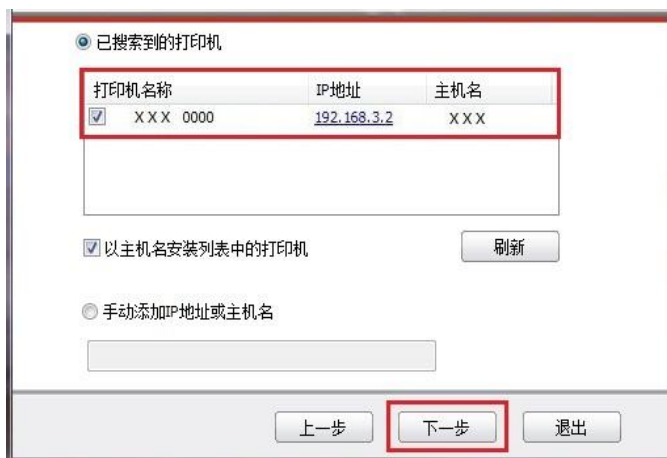 已搜索到的打印机
打印机名称 IP地址 主机名
XXX 0000 192.168.3.2 XXX
以主机名安装列表中的打印机 刷新
手动添加IP地址或主机名
上一步 下一步 退出